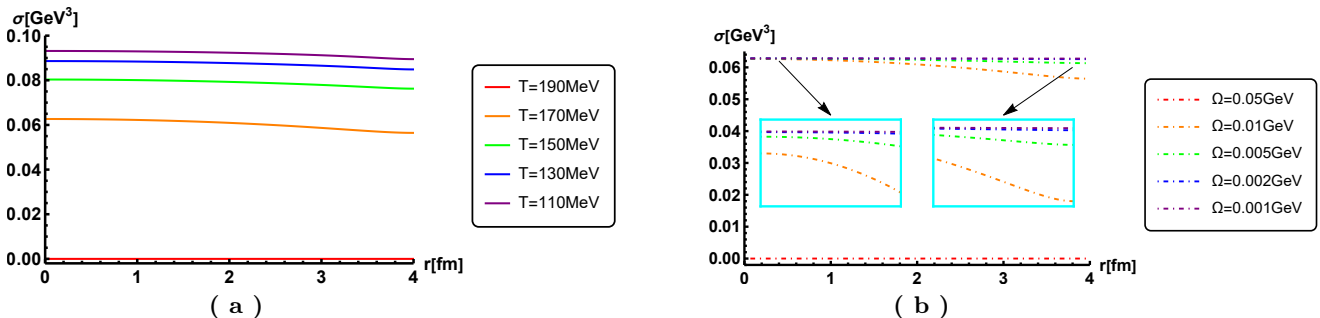 σ[GeV³]
0.10
0.08
0.06
0.04
0.02
0.00
0
1
2
3
4
r[fm]
T=190MeV
T=170MeV
T=150MeV
T=130MeV
T=110MeV
( a )
σ[GeV³]
0.06
0.05
0.04
0.03
0.02
0.01
0.00
0
1
2
3
4
r[fm]
Ω=0.05GeV
Ω=0.01GeV
Ω=0.005GeV
Ω=0.002GeV
Ω=0.001GeV
( b )